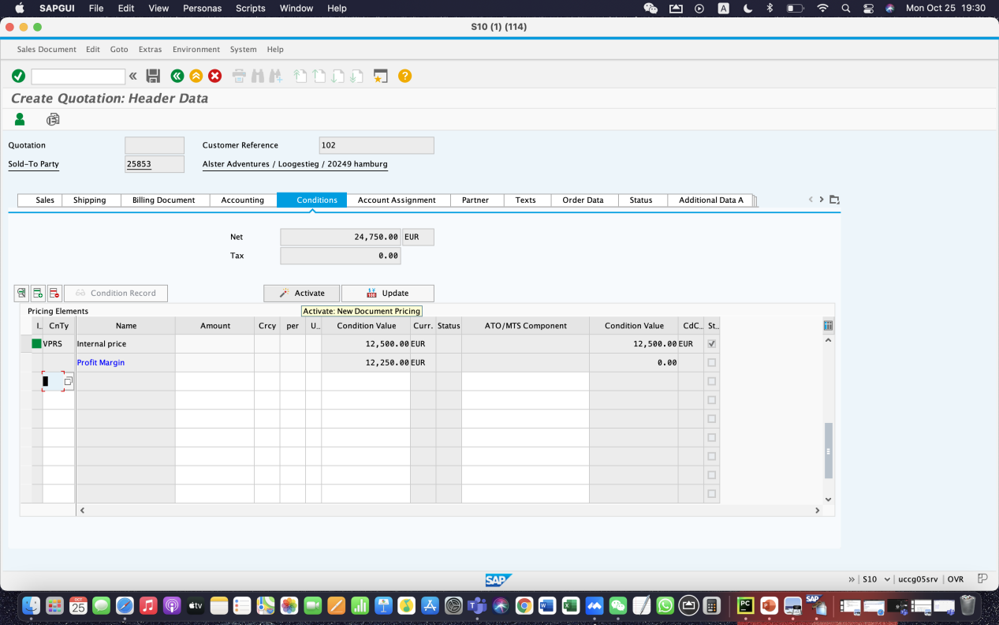 SAPGUI File Edit View Personas Scripts Window Help A Mon Oct 25 19:30
S10 (1) (114)
Sales Document Edit Goto Extras Environment System Help
Create Quotation: Header Data
Quotation Customer Reference 102
Sold-To Party 25853 Alster Adventures / Loogestieg / 20249 hamburg
Sales Shipping Billing Document Accounting Conditions Account Assignment Partner Texts Order Data Status Additional Data A
Net 24,750.00 EUR
Tax 0.00
Condition Record Activate Update
Activate: New Document Pricing
Pricing Elements
I.. CnTy Name Amount Crcy per U... Condition Value Curr. Status ATO/MTS Component Condition Value CdC... St...
VPRS Internal price 12,500.00 EUR 12,500.00 EUR
Profit Margin 12,250.00 EUR 0.00
SAP S10 uccg05srv OVR
OCT
25 tv PC SAP